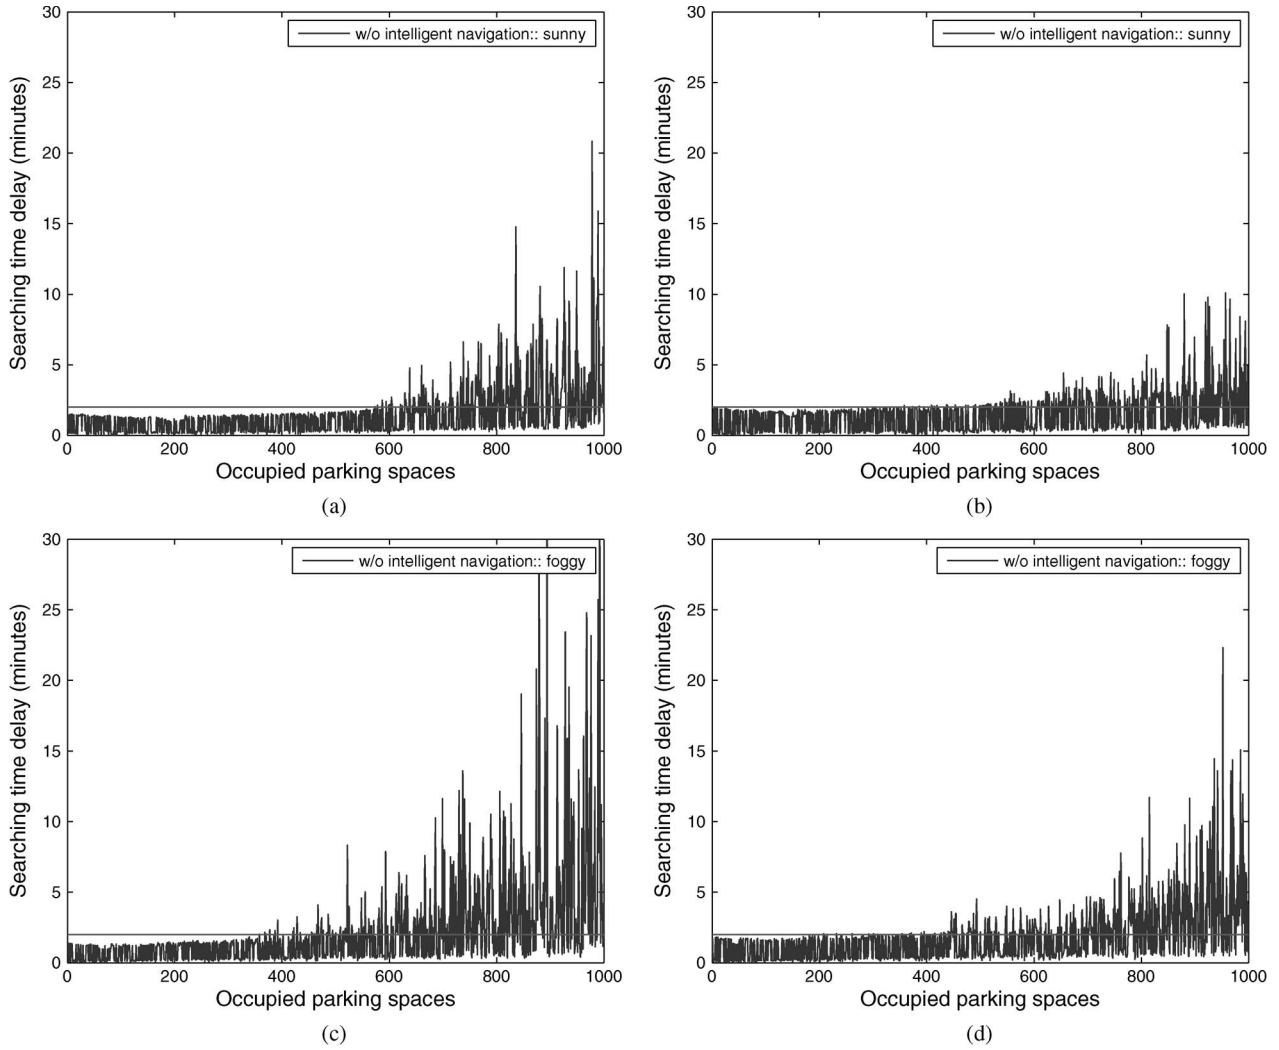 30
w/o intelligent navigation:: sunny
25
20
15
10
5
0
Searching time delay (minutes)
0 200 400 600 800 1000
Occupied parking spaces
(a)
30
w/o intelligent navigation:: sunny
25
20
15
10
5
0
Searching time delay (minutes)
0 200 400 600 800 1000
Occupied parking spaces
(b)
30
w/o intelligent navigation:: foggy
25
20
15
10
5
0
Searching time delay (minutes)
0 200 400 600 800 1000
Occupied parking spaces
(c)
30
w/o intelligent navigation:: foggy
25
20
15
10
5
0
Searching time delay (minutes)
0 200 400 600 800 1000
Occupied parking spaces
(d)